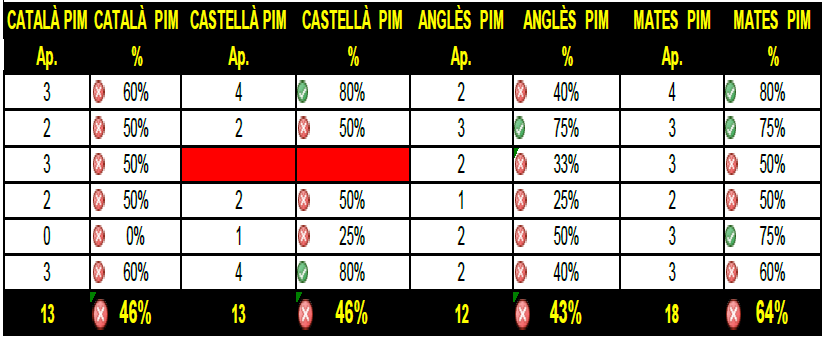 CATALÀ PIM CATALÀ PIM CASTELLÀ PIM CASTELLÀ PIM ANGLÈS PIM ANGLÈS PIM MATES PIM MATES PIM
Ap. % Ap. % Ap. % Ap. %
3 60% 4 80% 2 40% 4 80%
2 50% 2 50% 3 75% 3 75%
3 50% 2 33% 3 50%
2 50% 2 50% 1 25% 2 50%
0 0% 1 25% 2 50% 3 75%
3 60% 4 80% 2 40% 3 60%
13 46% 13 46% 12 43% 18 64%